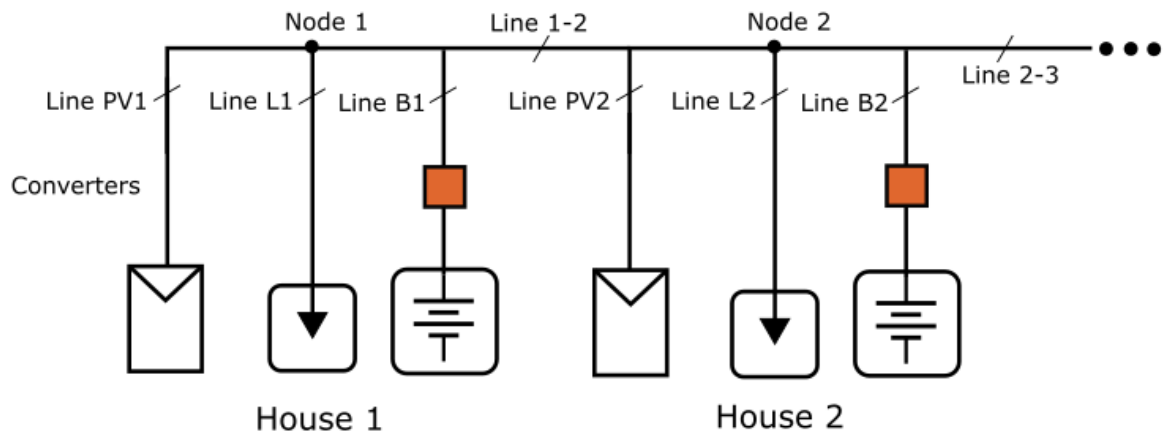 Node 1
Line 1-2
Node 2
Line 2-3
Line PV1
Line L1
Line B1
Line PV2
Line L2
Line B2
Converters
House 1
House 2